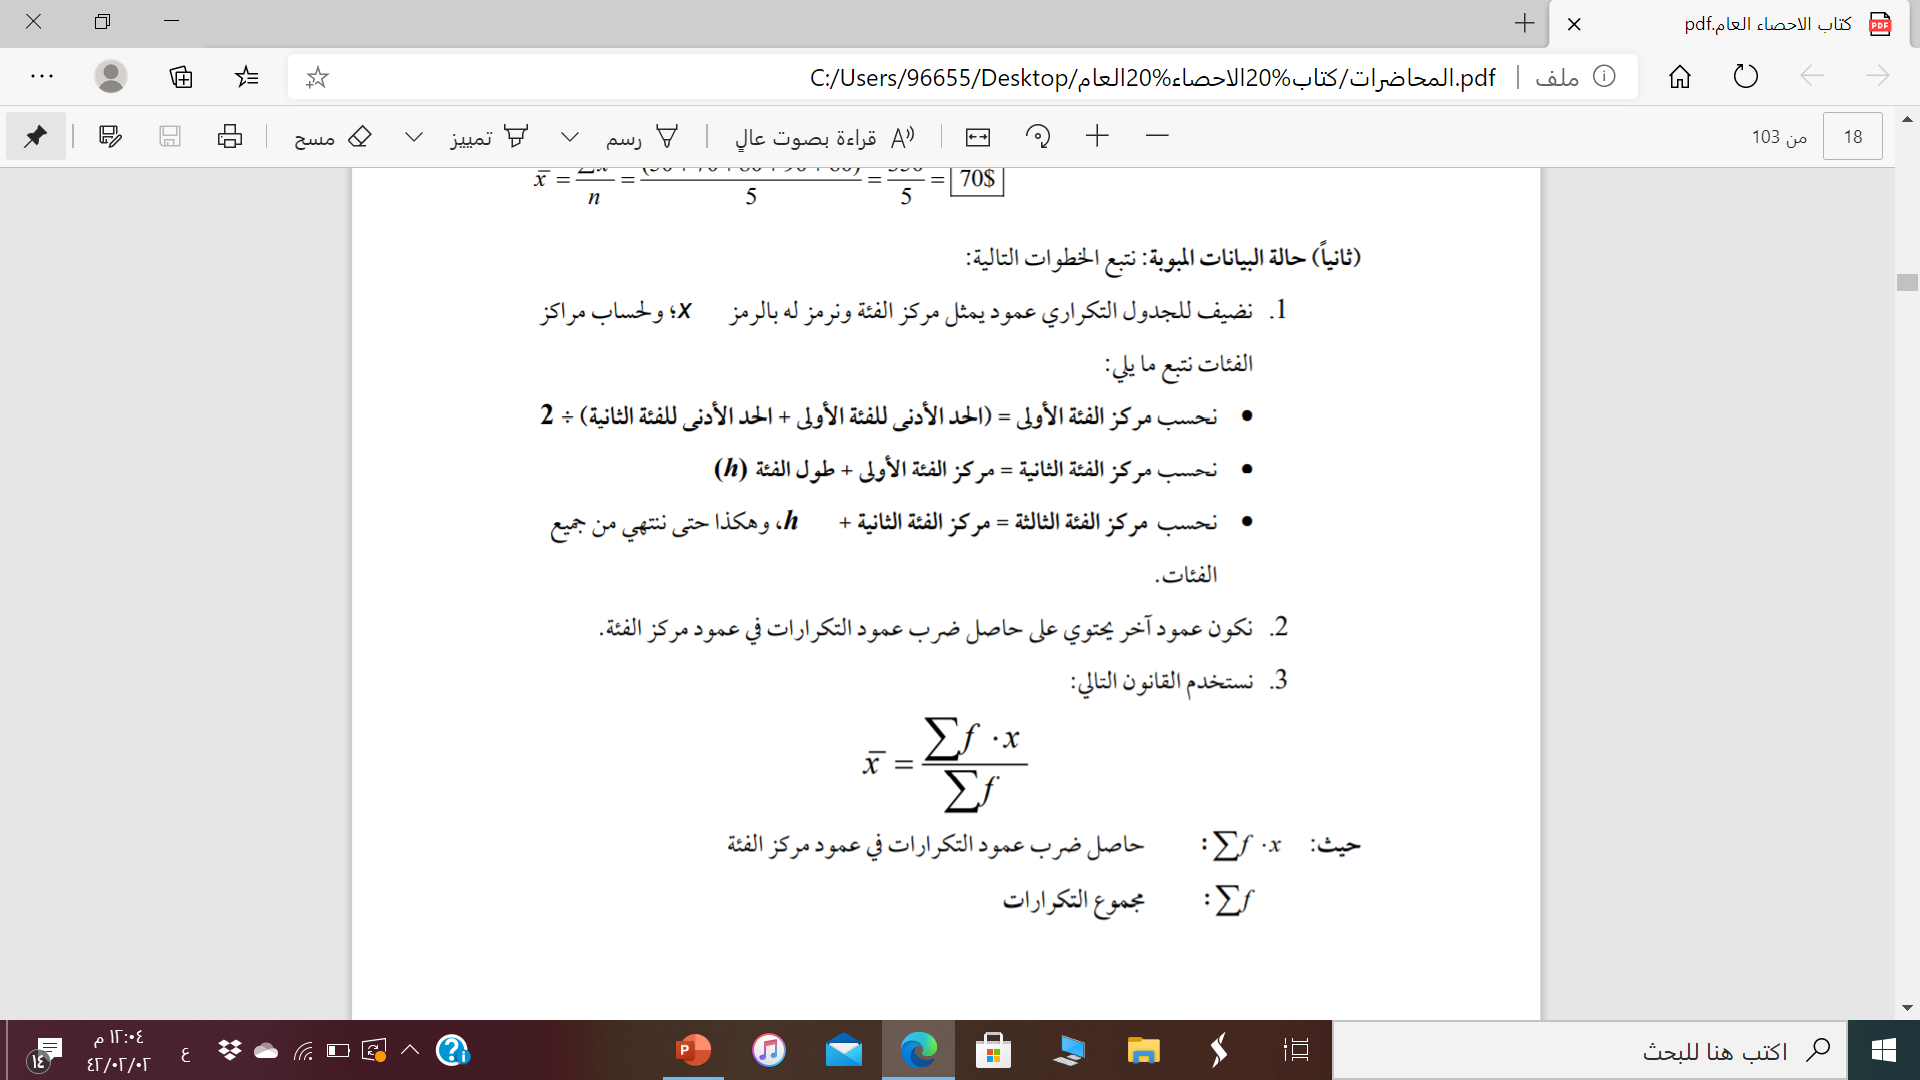 كتاب الاحصاء العام.pdf
ملف
C:/Users/96655/Desktop/المحاضرات/كتاب%20الاحصاء%20العام.pdf
18 من 103
قراءة بصوت عالٍ
رسم
تمييز
مسح
x̄ = / n = / 5 = / 5 = 70$
(ثانياً) حالة البيانات المبوبة: نتبع الخطوات التالية:
1. نضيف للجدول التكراري عمود يمثل مركز الفئة ونرمز له بالرمز x؛ ولحساب مراكز
الفئات نتبع ما يلي:
• نحسب مركز الفئة الأولى = (الحد الأدنى للفئة الأولى + الحد الأدنى للفئة الثانية) ÷ 2
• نحسب مركز الفئة الثانية = مركز الفئة الأولى + طول الفئة (h)
• نحسب مركز الفئة الثالثة = مركز الفئة الثانية + h، وهكذا حتى ننتهي من جميع
الفئات.
2. نكون عمود آخر يحتوي على حاصل ضرب عمود التكرارات في عمود مركز الفئة.
3. نستخدم القانون التالي:
x̄ = ∑f · x / ∑f
حيث: ∑f · x : حاصل ضرب عمود التكرارات في عمود مركز الفئة
∑f : مجموع التكرارات
اكتب هنا للبحث
ع
١٢:٠٤ م
٤٢/٠٢/٠٢
١٤